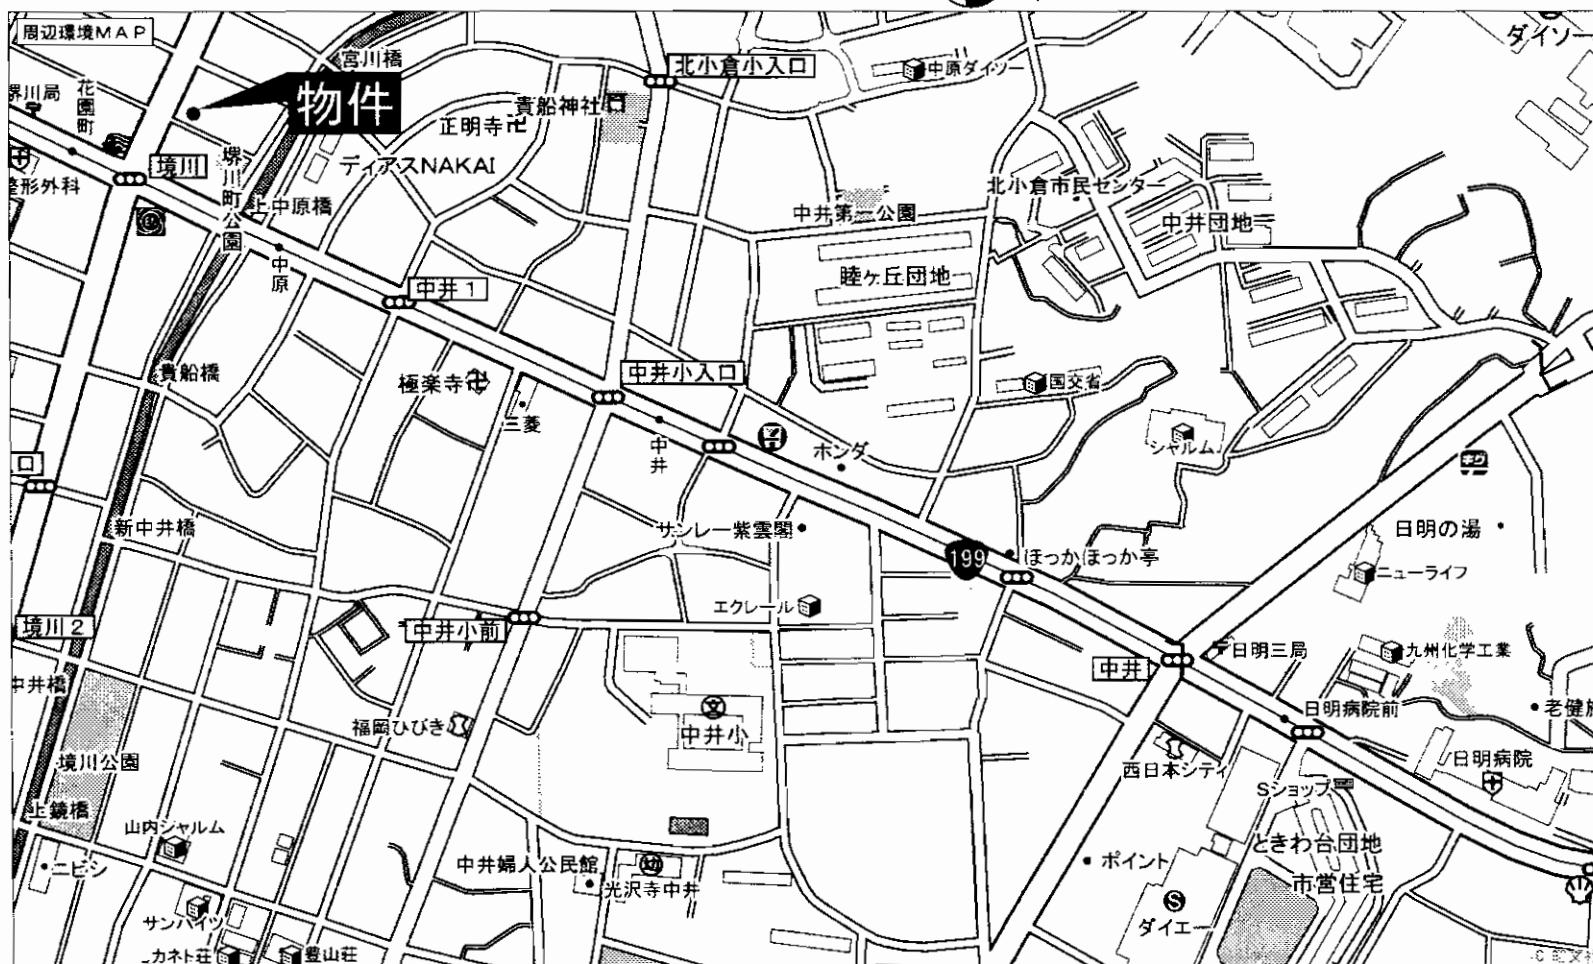 周辺環境MAP
ダイソー
宮川橋
北小倉小入口
中原ダイソー
花園町
物件
貴船神社
正明寺
境川
堺川町公園
ディアスNAKAI
整形外科
北小倉市民センター
上中原橋
中井第一公園
中井団地
中原
睦ヶ丘団地
中井1
貴船橋
極楽寺
中井小入口
国交省
三菱
中井
ホンダ
シャルム
口
新中井橋
サンレー紫雲閣
日明の湯
199
ほっかほっか亭
ニューライフ
エクレール
境川2
中井小前
中井
日明三局
九州化学工業
中井橋
日明病院前
老健施
福岡ひびき
中井小
西日本シティ
日明病院
境川公園
Sショップ
上鏡橋
山内シャルム
ときわ台団地
ニビシ
中井婦人公民館
幼
光沢寺中井
ポイント
市営住宅
サンハイツ
S
ダイエー
カネト荘
豊山荘